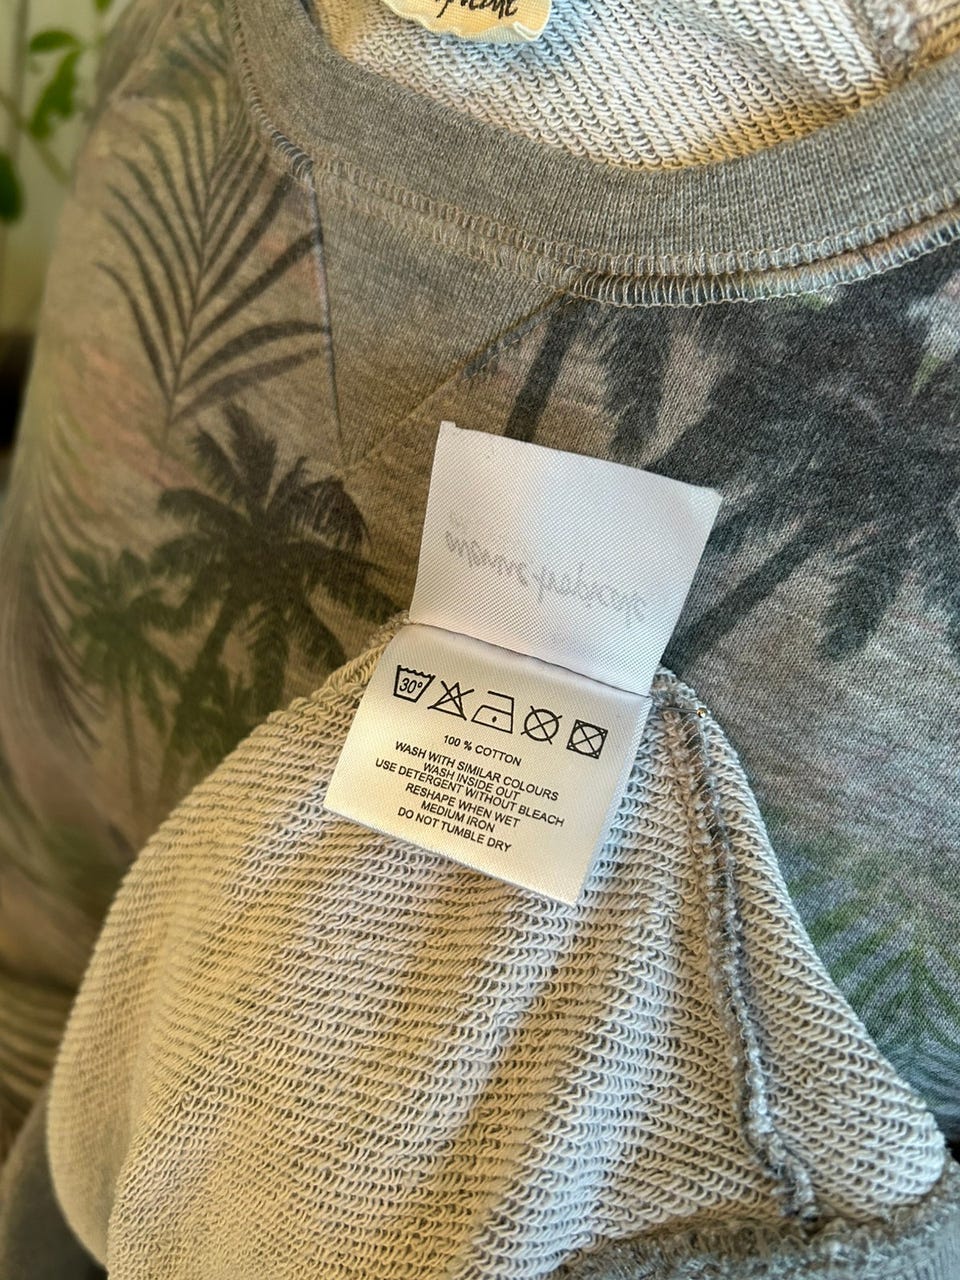 30°
100 % COTTON
WASH WITH SIMILAR COLOURS
WASH INSIDE OUT
USE DETERGENT WITHOUT BLEACH
RESHAPE WHEN WET
MEDIUM IRON
DO NOT TUMBLE DRY